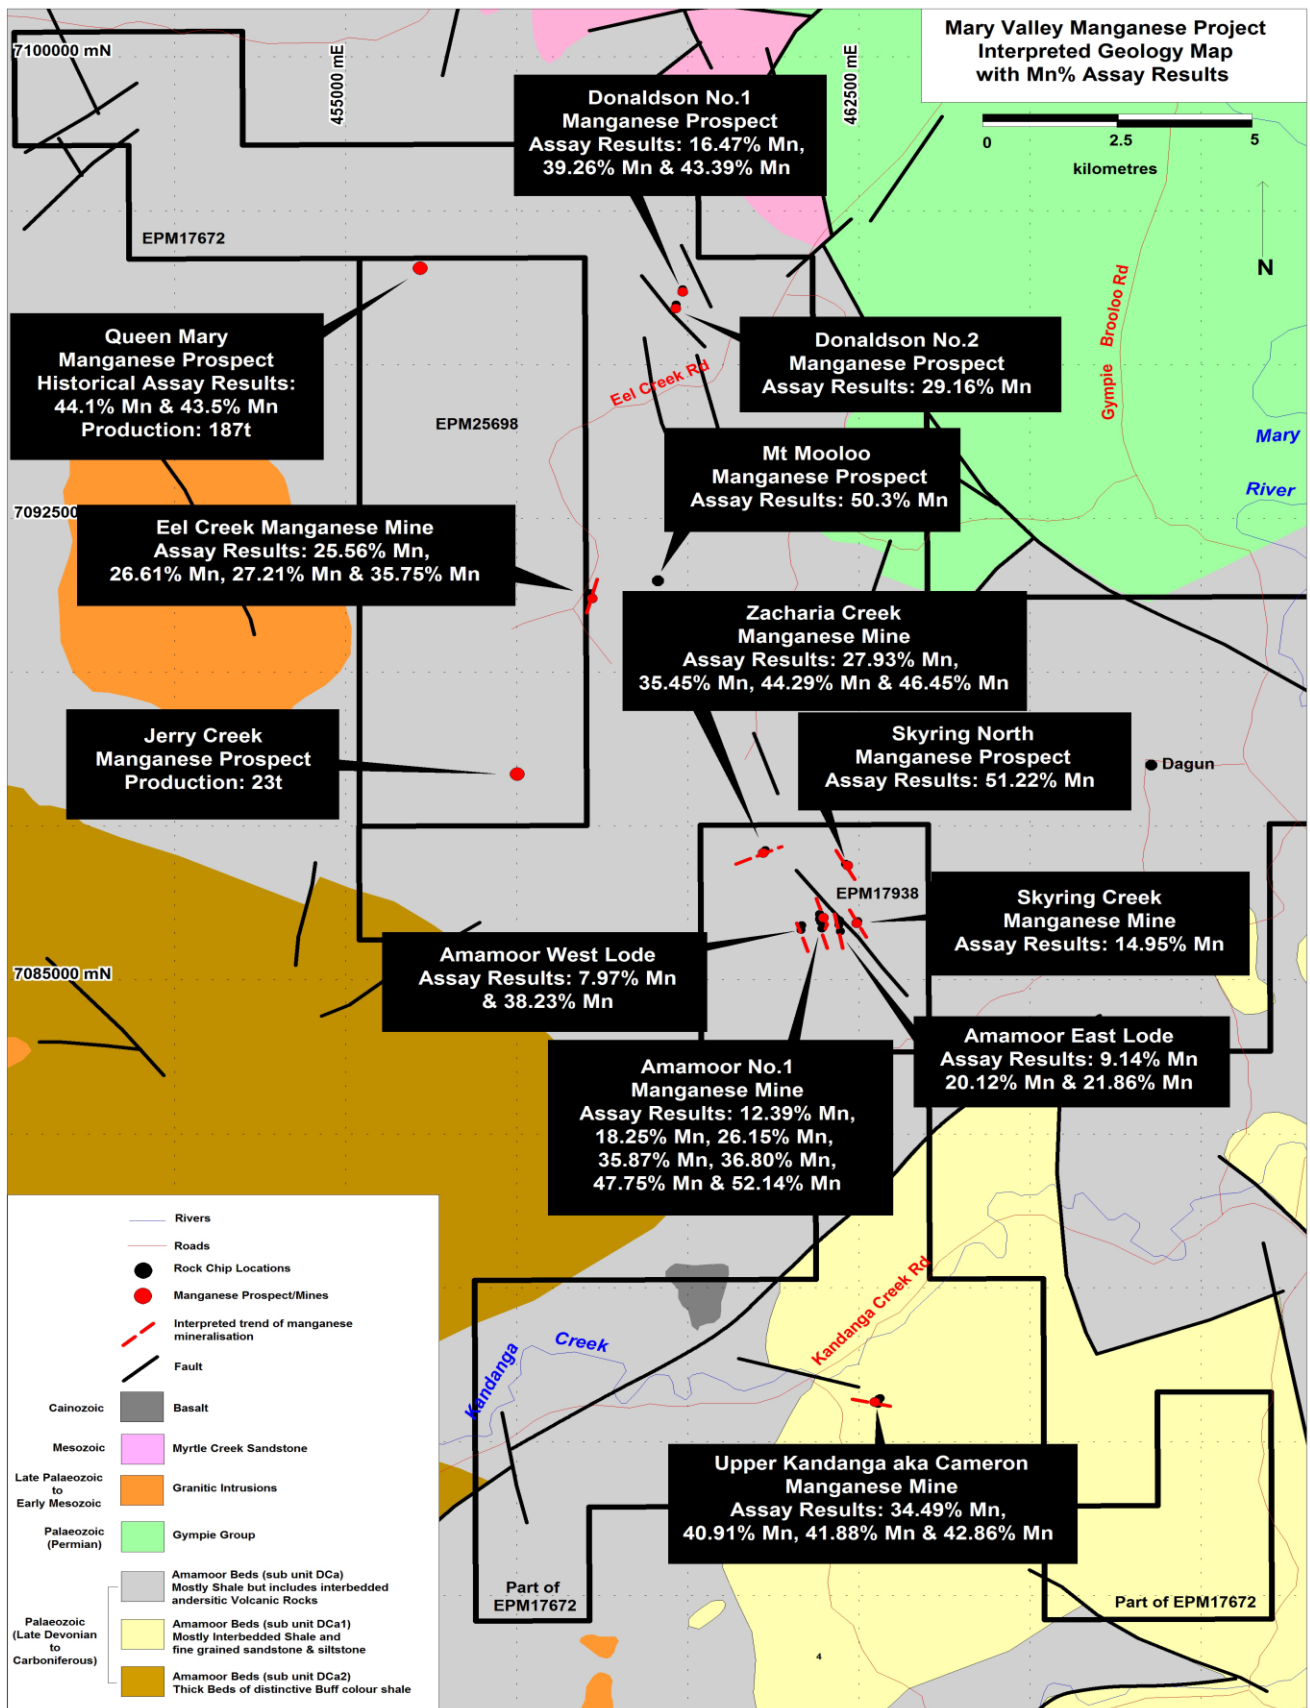 Mary Valley Manganese Project
Interpreted Geology Map
with Mn% Assay Results
7100000 mN
455000 mE
462500 mE
0
2.5
5
kilometres
N
Donaldson No.1
Manganese Prospect
Assay Results: 16.47% Mn,
39.26% Mn & 43.39% Mn
EPM17672
Queen Mary
Manganese Prospect
Historical Assay Results:
44.1% Mn & 43.5% Mn
Production: 187t
Donaldson No.2
Manganese Prospect
Assay Results: 29.16% Mn
Eel Creek Rd
Gympie Brooloo Rd
EPM25698
Mary
River
Mt Mooloo
Manganese Prospect
Assay Results: 50.3% Mn
7092500
Eel Creek Manganese Mine
Assay Results: 25.56% Mn,
26.61% Mn, 27.21% Mn & 35.75% Mn
Zacharia Creek
Manganese Mine
Assay Results: 27.93% Mn,
35.45% Mn, 44.29% Mn & 46.45% Mn
Jerry Creek
Manganese Prospect
Production: 23t
Skyring North
Manganese Prospect
Assay Results: 51.22% Mn
Dagun
EPM17938
Skyring Creek
Manganese Mine
Assay Results: 14.95% Mn
Amamoor West Lode
Assay Results: 7.97% Mn
& 38.23% Mn
7085000 mN
Amamoor East Lode
Assay Results: 9.14% Mn
20.12% Mn & 21.86% Mn
Amamoor No.1
Manganese Mine
Assay Results: 12.39% Mn,
18.25% Mn, 26.15% Mn,
35.87% Mn, 36.80% Mn,
47.75% Mn & 52.14% Mn
Kandanga Creek Rd
Kandanga Creek
Upper Kandanga aka Cameron
Manganese Mine
Assay Results: 34.49% Mn,
40.91% Mn, 41.88% Mn & 42.86% Mn
Part of
EPM17672
Part of EPM17672
4
Rivers
Roads
Rock Chip Locations
Manganese Prospect/Mines
Interpreted trend of manganese
mineralisation
Fault
Cainozoic
Basalt
Mesozoic
Myrtle Creek Sandstone
Late Palaeozoic
to
Early Mesozoic
Granitic Intrusions
Palaeozoic
(Permian)
Gympie Group
Amamoor Beds (sub unit DCa)
Mostly Shale but includes interbedded
andersitic Volcanic Rocks
Palaeozoic
(Late Devonian
to
Carboniferous)
Amamoor Beds (sub unit DCa1)
Mostly Interbedded Shale and
fine grained sandstone & siltstone
Amamoor Beds (sub unit DCa2)
Thick Beds of distinctive Buff colour shale